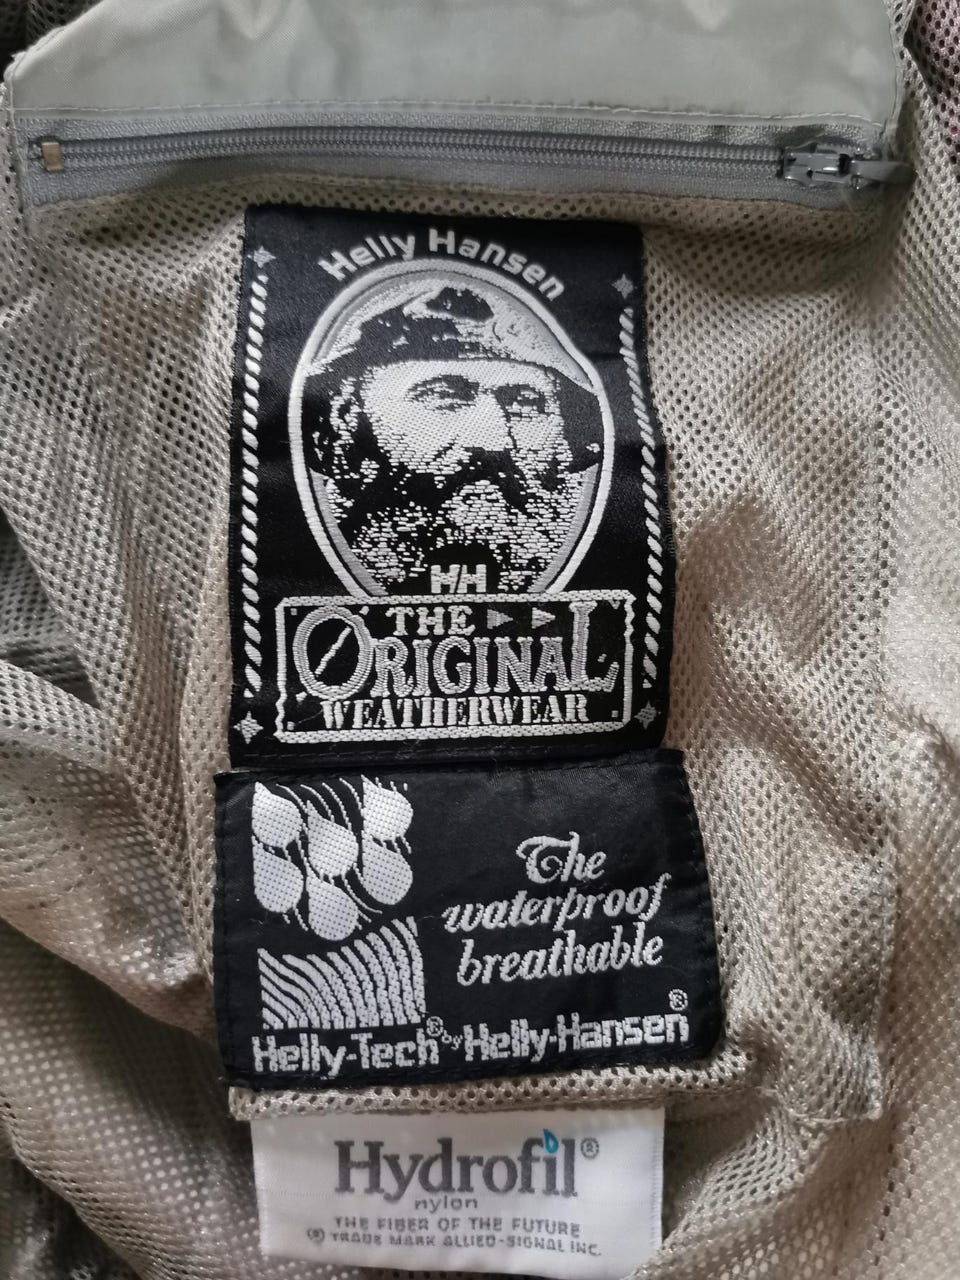 Helly Hansen
HH
THE
ORIGINAL
WEATHERWEAR
The
waterproof
breathable
Helly-Tech® by Helly-Hansen®
Hydrofil®
nylon
THE FIBER OF THE FUTURE
® TRADE MARK ALLIED-SIGNAL INC.